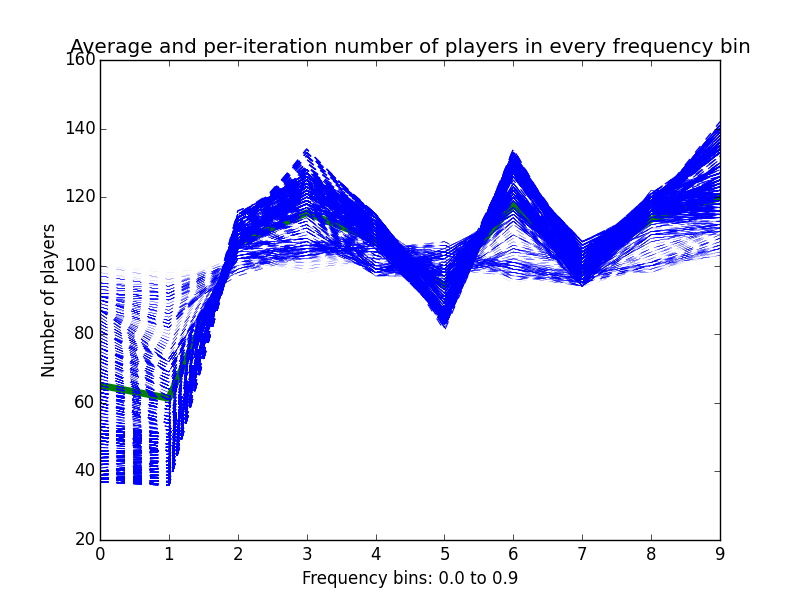 Average and per-iteration number of players in every frequency bin
160
140
120
100
80
60
40
20
Number of players
0 1 2 3 4 5 6 7 8 9
Frequency bins: 0.0 to 0.9